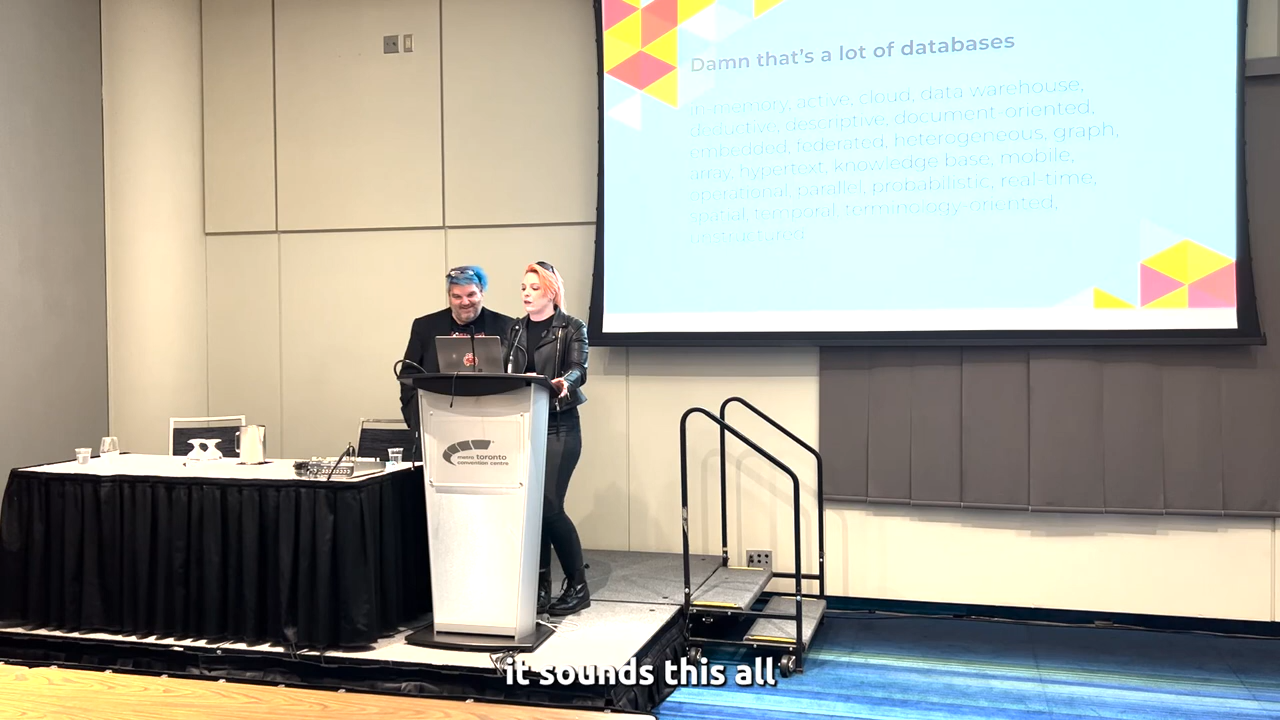 Damn that's a lot of databases
in-memory, active, cloud, data warehouse,
deductive, descriptive, document-oriented,
embedded, federated, heterogeneous, graph,
array, hypertext, knowledge base, mobile,
operational, parallel, probabilistic, real-time,
spatial, temporal, terminology-oriented,
unstructured
metro toronto
convention centre
it sounds this all